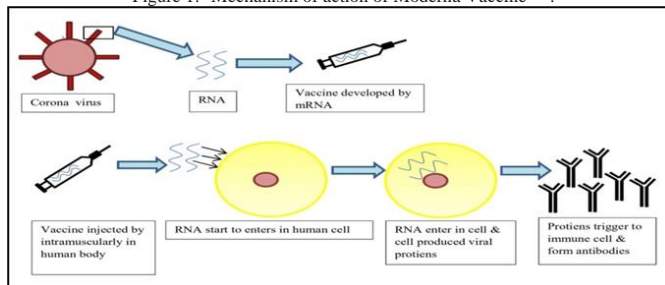 Figure 1: Mechanism of action of Moderna Vaccine
Corona virus
RNA
Vaccine developed by
mRNA
Vaccine injected by
intramuscularly in
human body
RNA start to enters in human cell
RNA enter in cell &
cell produced viral
protiens
Protiens trigger to
immune cell &
form antibodies